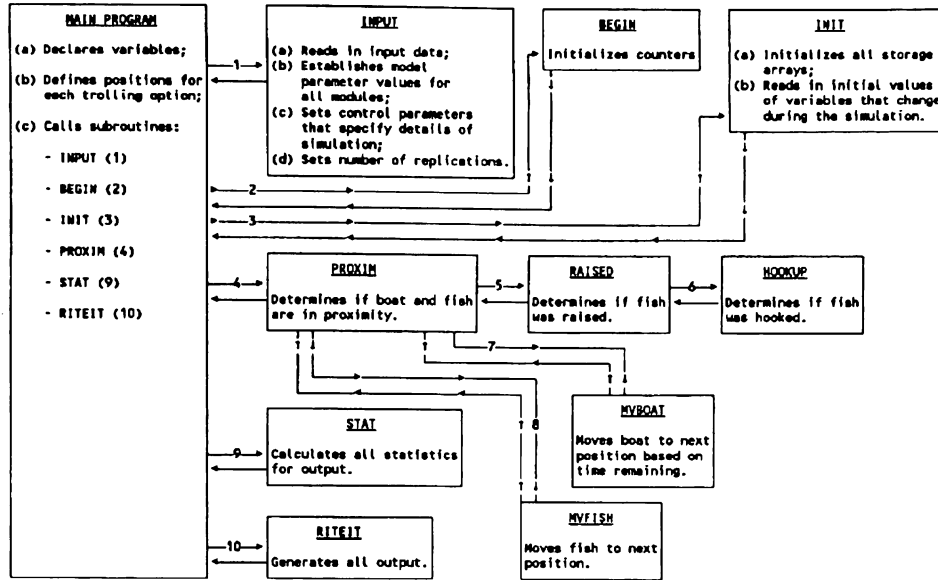 MAIN PROGRAM
(a) Declares variables;
(b) Defines positions for
each trolling option;
(c) Calls subroutines:
- INPUT (1)
- BEGIN (2)
- INIT (3)
- PROXIM (4)
- STAT (9)
- RITEIT (10)
1
INPUT
(a) Reads in input data;
(b) Establishes model
parameter values for
all modules;
(c) Sets control parameters
that specify details of
simulation;
(d) Sets number of replications.
BEGIN
Initializes counters
INIT
(a) Initializes all storage
arrays;
(b) Reads in initial values
of variables that change
during the simulation.
2
3
4
PROXIM
Determines if boat and fish
are in proximity.
5
RAISED
Determines if fish
was raised.
6
HOOKUP
Determines if fish
was hooked.
7
8
MVBOAT
Moves boat to next
position based on
time remaining.
9
STAT
Calculates all statistics
for output.
MVFISH
Moves fish to next
position.
10
RITEIT
Generates all output.